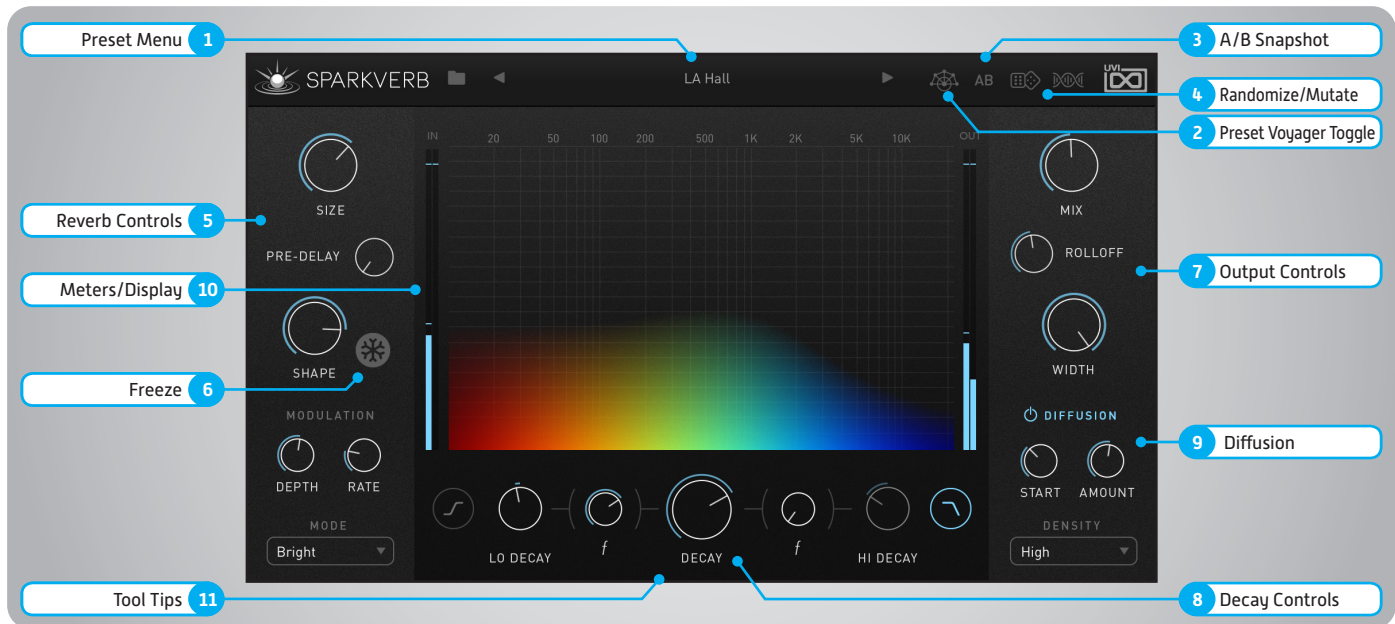 Preset Menu 1
3 A/B Snapshot
SPARKVERB
LA Hall
AB
UVI
4 Randomize/Mutate
2 Preset Voyager Toggle
IN 20 50 100 200 500 1K 2K 5K 10K OUT
SIZE
MIX
Reverb Controls 5
PRE-DELAY
ROLLOFF
7 Output Controls
Meters/Display 10
SHAPE
WIDTH
Freeze 6
MODULATION
DIFFUSION
9 Diffusion
DEPTH RATE
START AMOUNT
MODE
DENSITY
Bright
LO DECAY f DECAY f HI DECAY
High
Tool Tips 11
8 Decay Controls